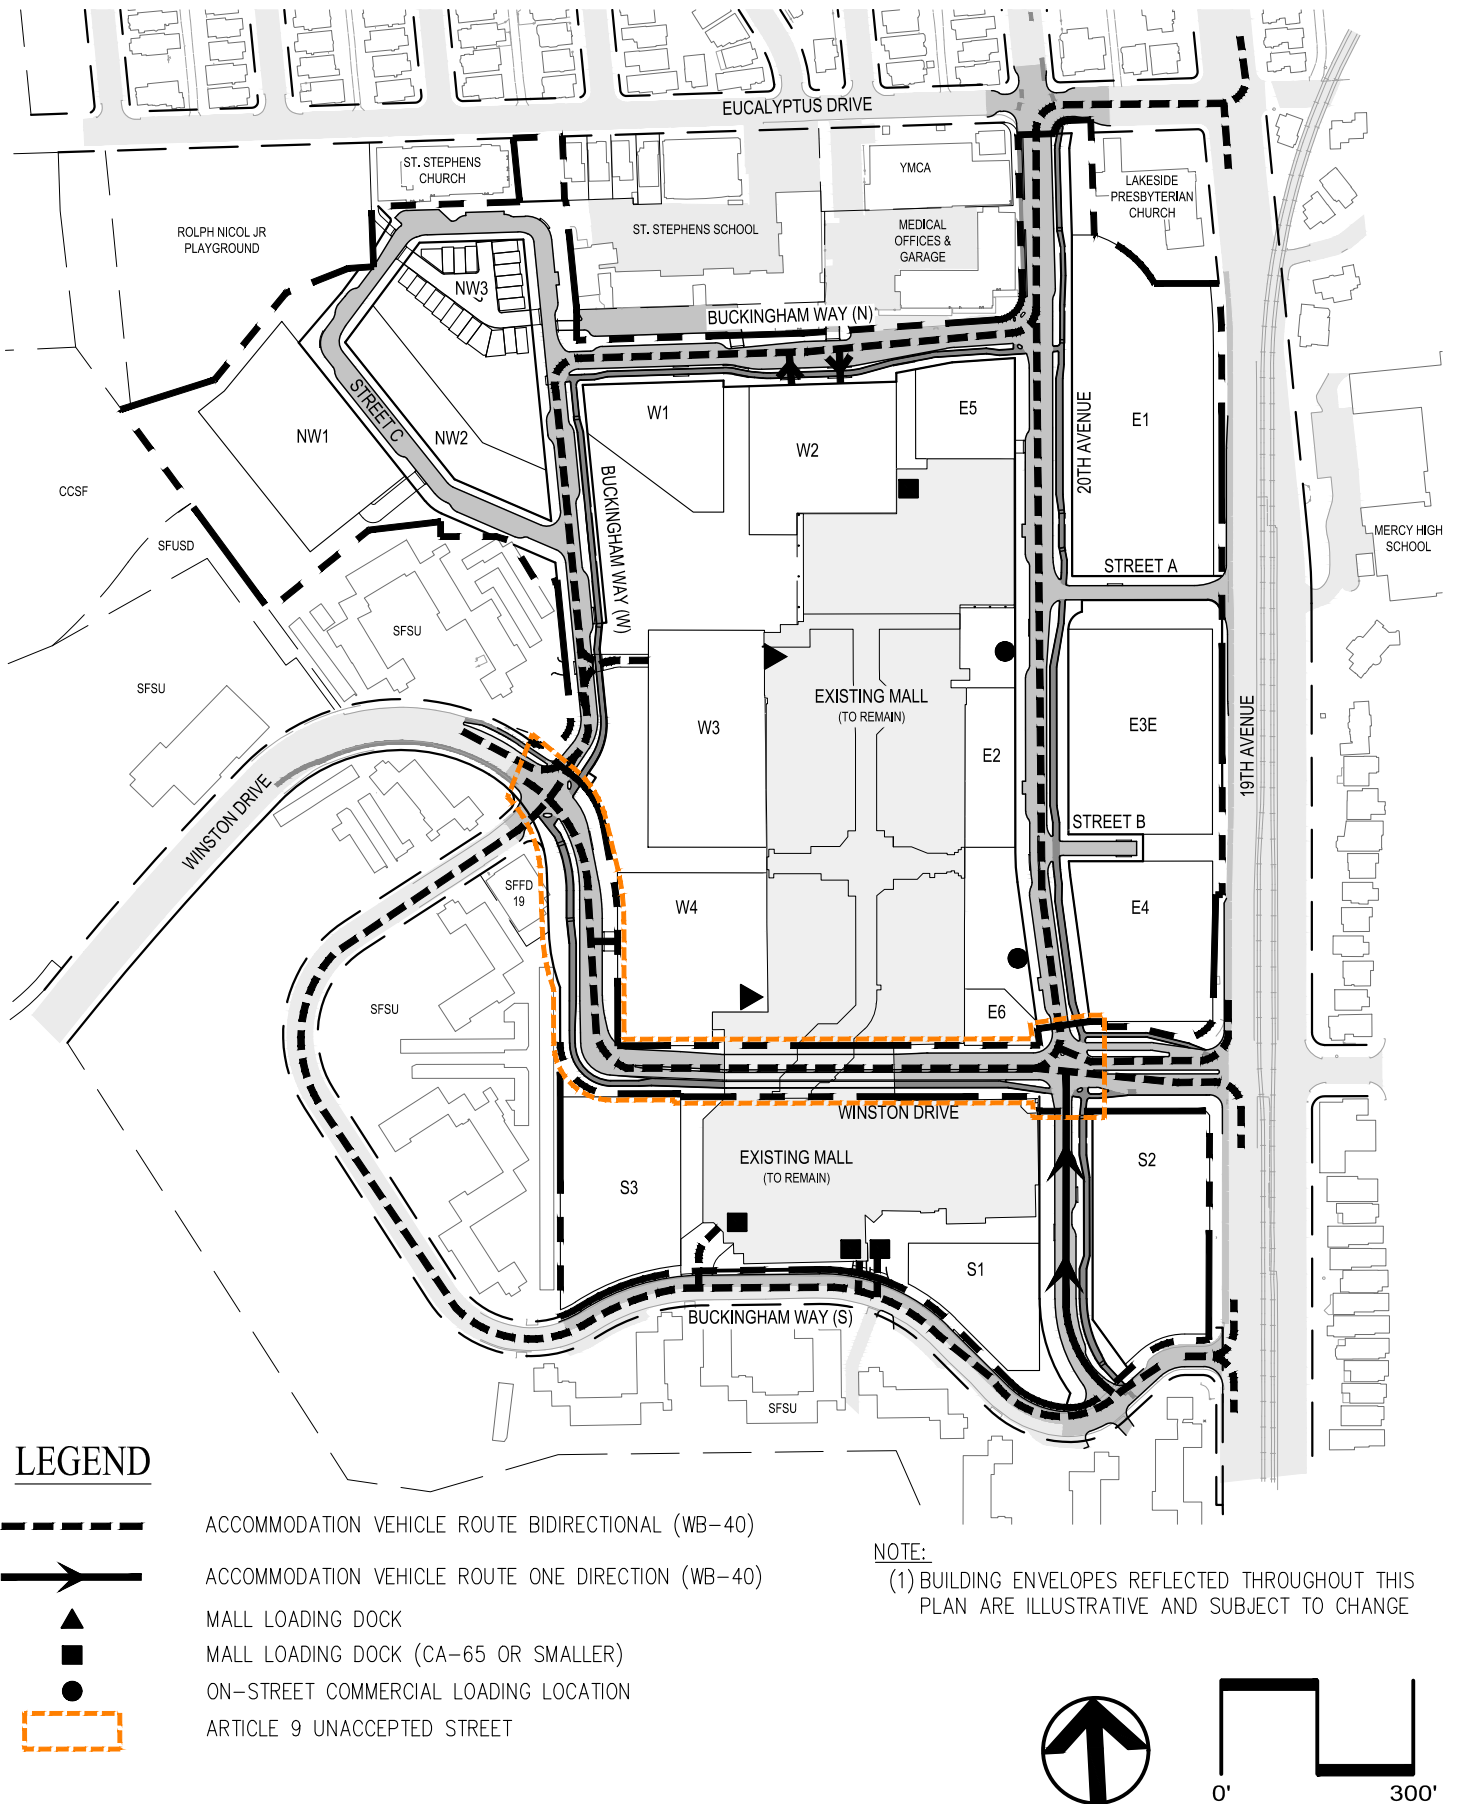 EUCALYPTUS DRIVE
ST. STEPHENS
CHURCH
YMCA
LAKESIDE
PRESBYTERIAN
CHURCH
ROLPH NICOL JR
PLAYGROUND
ST. STEPHENS SCHOOL
MEDICAL
OFFICES &
GARAGE
NW3
BUCKINGHAM WAY (N)
STREET C
NW1
NW2
W1
W2
E5
20TH AVENUE
E1
CCSF
SFUSD
BUCKINGHAM WAY (W)
MERCY HIGH
SCHOOL
STREET A
SFSU
SFSU
EXISTING MALL
(TO REMAIN)
W3
E2
E3E
19TH AVENUE
WINSTON DRIVE
STREET B
SFFD
19
W4
E4
SFSU
E6
WINSTON DRIVE
EXISTING MALL
(TO REMAIN)
S3
S2
S1
BUCKINGHAM WAY (S)
SFSU
LEGEND
ACCOMMODATION VEHICLE ROUTE BIDIRECTIONAL (WB-40)
ACCOMMODATION VEHICLE ROUTE ONE DIRECTION (WB-40)
MALL LOADING DOCK
MALL LOADING DOCK (CA-65 OR SMALLER)
ON-STREET COMMERCIAL LOADING LOCATION
ARTICLE 9 UNACCEPTED STREET
NOTE:
(1) BUILDING ENVELOPES REFLECTED THROUGHOUT THIS
PLAN ARE ILLUSTRATIVE AND SUBJECT TO CHANGE
0' 300'